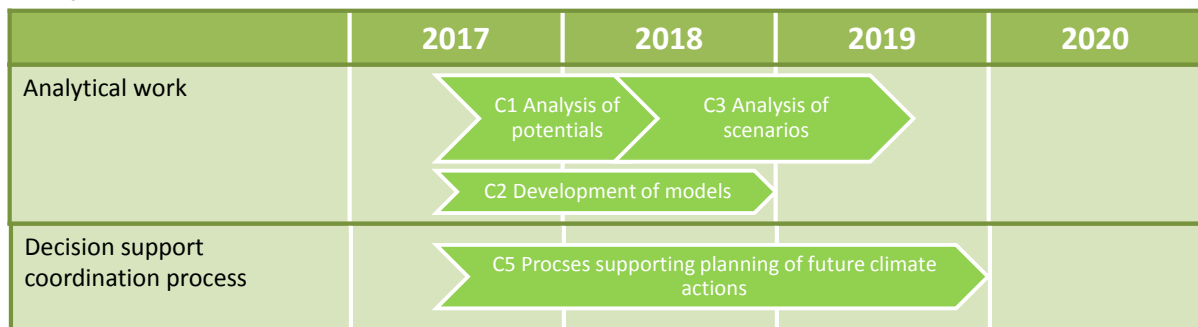 2017 2018 2019 2020
Analytical work
C1 Analysis of
potentials
C3 Analysis of
scenarios
C2 Development of models
Decision support
coordination process
C5 Procses supporting planning of future climate
actions